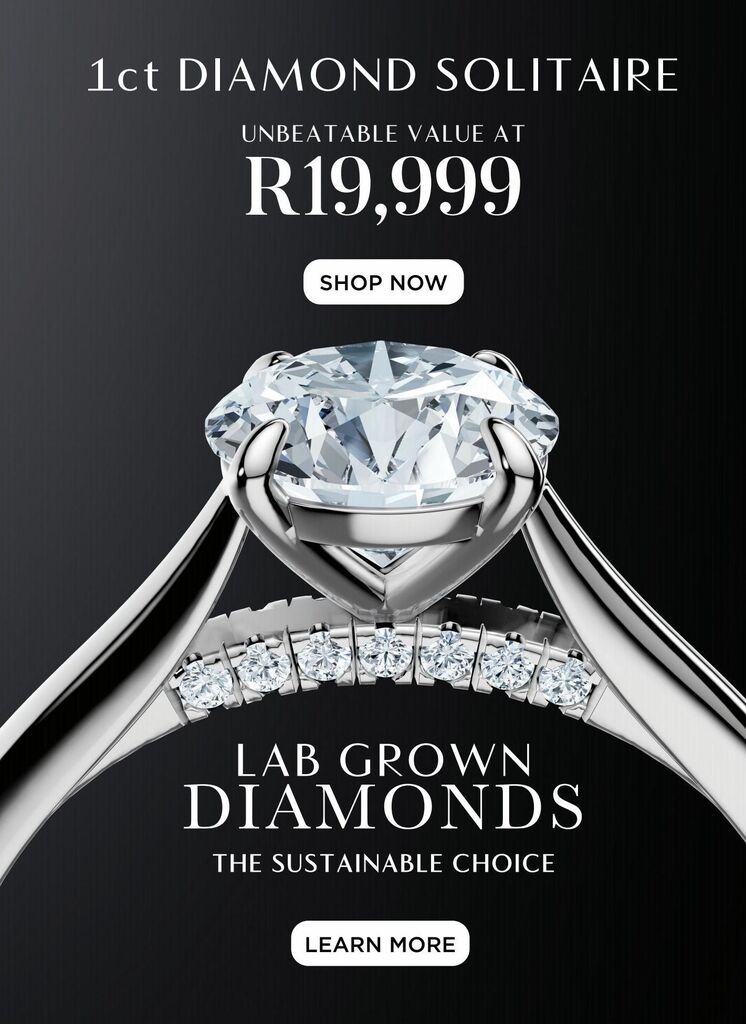 1ct DIAMOND SOLITAIRE
UNBEATABLE VALUE AT
R19,999
SHOP NOW
LAB GROWN
DIAMONDS
THE SUSTAINABLE CHOICE
LEARN MORE